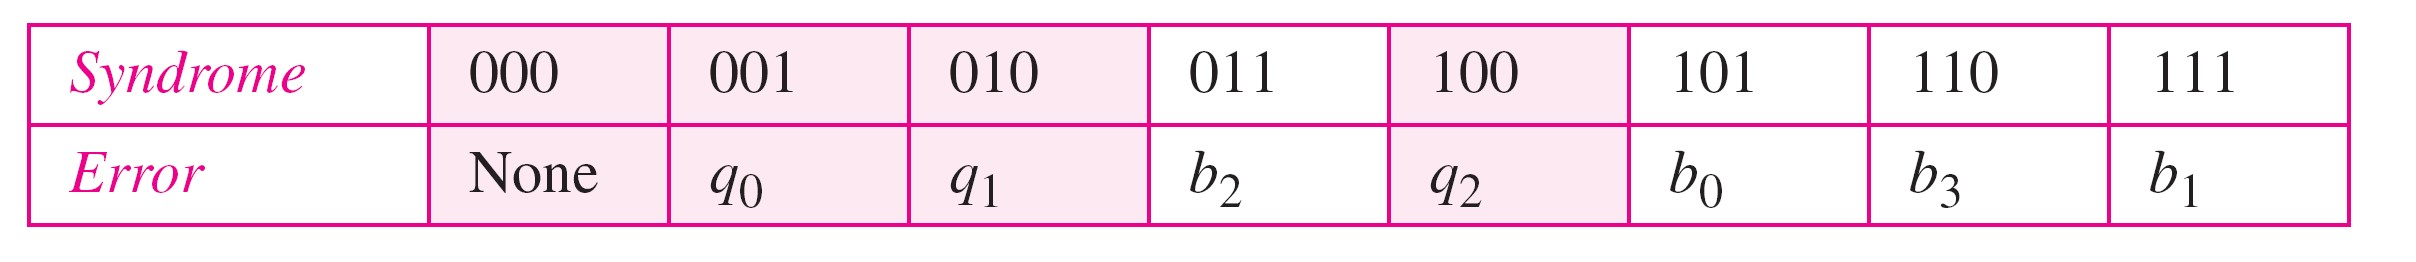 Syndrome 000 001 010 011 100 101 110 111
Error None q0 q1 b2 q2 b0 b3 b1